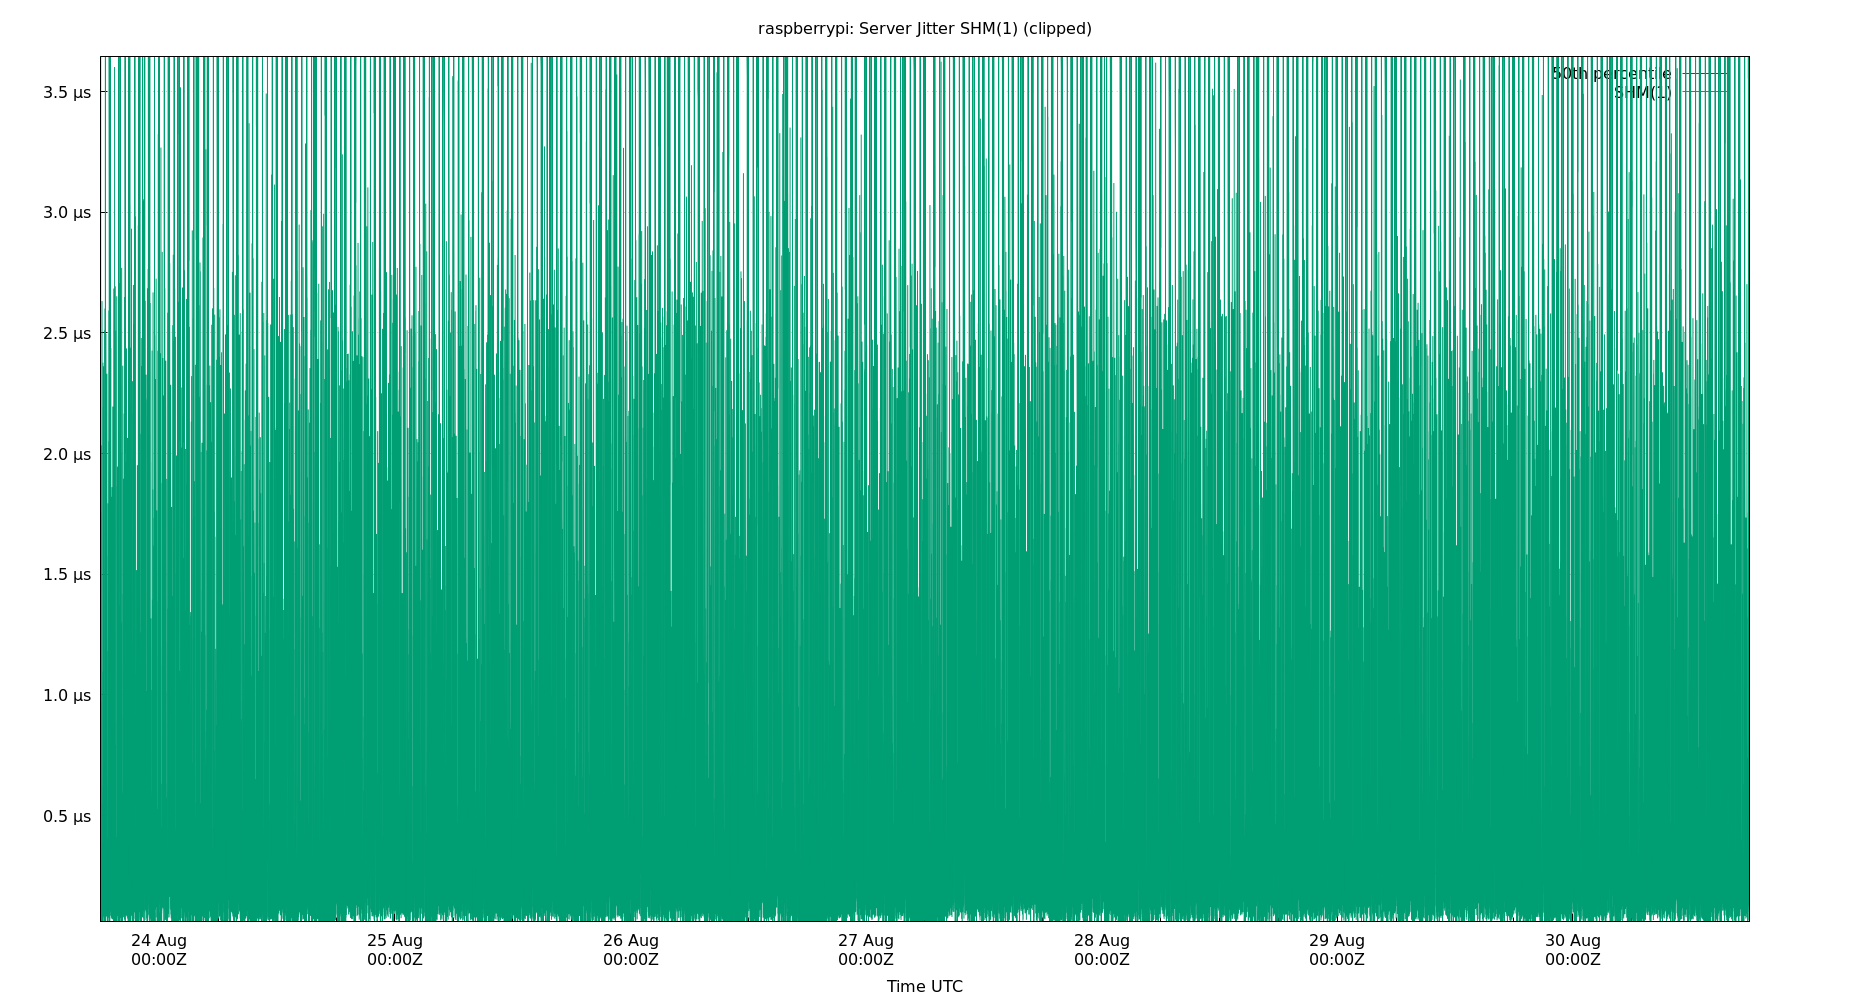 raspberrypi: Server Jitter SHM(1) (clipped)
50th percentile
SHM(1)
3.5 µs
3.0 µs
2.5 µs
2.0 µs
1.5 µs
1.0 µs
0.5 µs
24 Aug
00:00Z
25 Aug
00:00Z
26 Aug
00:00Z
27 Aug
00:00Z
28 Aug
00:00Z
29 Aug
00:00Z
30 Aug
00:00Z
Time UTC